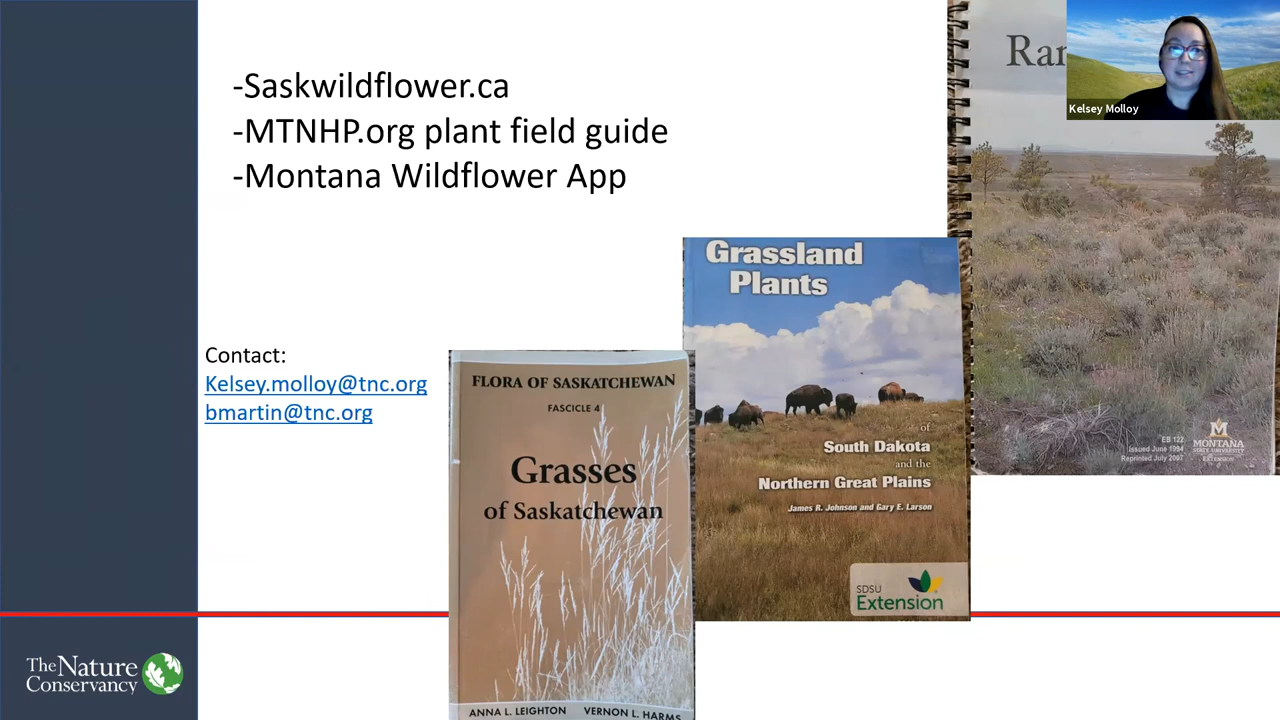 -Saskwildflower.ca
-MTNHP.org plant field guide
-Montana Wildflower App
Contact:
Kelsey.molloy@tnc.org
bmartin@tnc.org
The Nature
Conservancy
FLORA OF SASKATCHEWAN
FASCICLE 4
Grasses
of Saskatchewan
ANNA L. LEIGHTON VERNON L. HARMS
Grassland
Plants
of
South Dakota
and the
Northern Great Plains
James R. Johnson and Gary E. Larson
SDSU
Extension
Kelsey Molloy
EB 122
Issued June 1994
Reprinted July 2007
MONTANA
STATE UNIVERSITY
EXTENSION